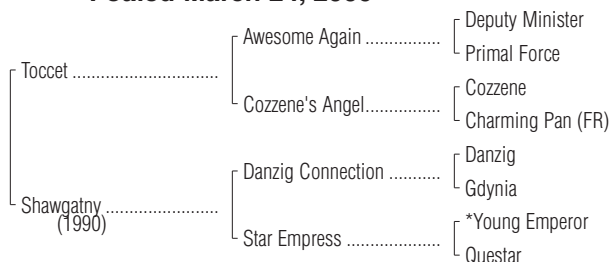 Foaled March 24,
Deputy Minister
Awesome Again ....................
Primal Force
Toccet ...............................
Cozzene
Cozzene's Angel................
Charming Pan (FR)
Danzig
Danzig Connection ...........
Gdynia
Shawgatny ........................
(1990)
*Young Emperor
Star Empress ....................
Questar